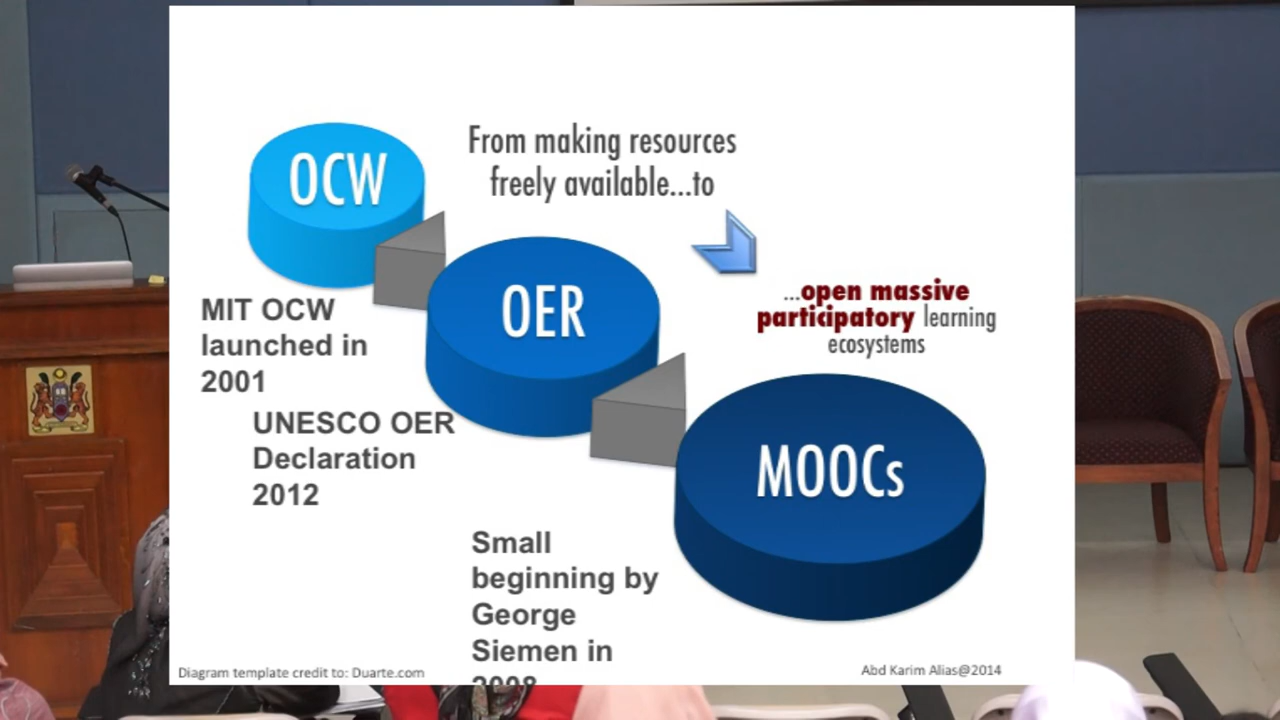 OCW
From making resources
freely available...to
MIT OCW
launched in
2001
OER
...open massive
participatory learning
ecosystems
UNESCO OER
Declaration
2012
MOOCs
Small
beginning by
George
Siemen in
2008
Diagram template credit to: Duarte.com
Abd Karim Alias@2014